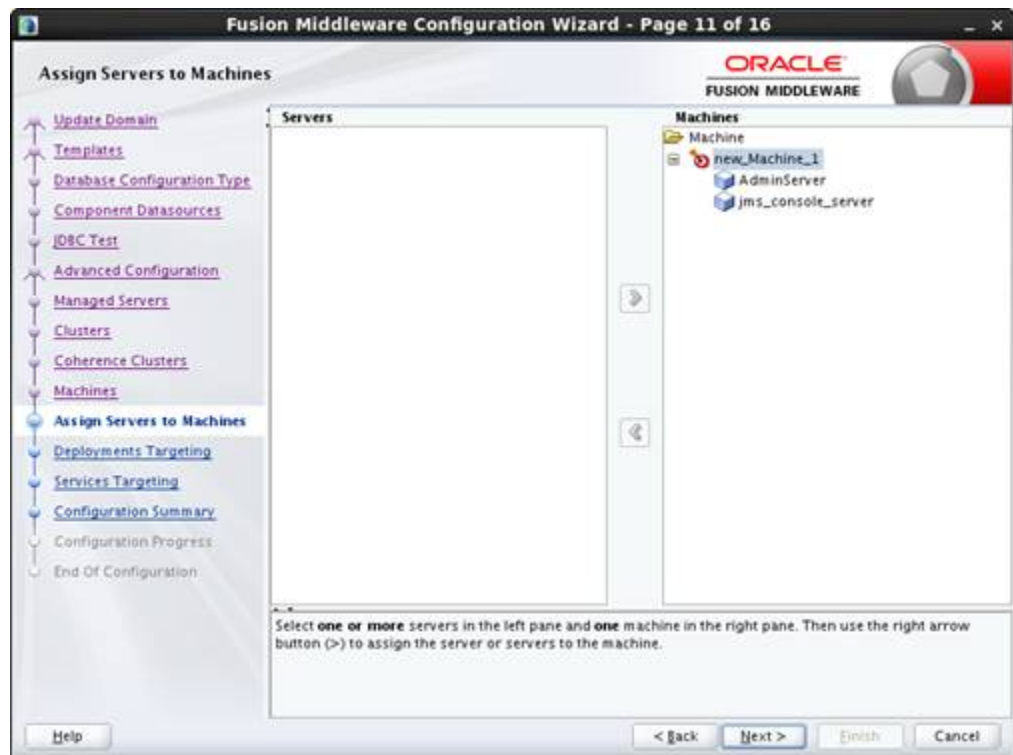 Fusion Middleware Configuration Wizard - Page 11 of 16
Assign Servers to Machines
ORACLE
FUSION MIDDLEWARE
Update Domain
Templates
Database Configuration Type
Component Datasources
JDBC Test
Advanced Configuration
Managed Servers
Clusters
Coherence Clusters
Machines
Assign Servers to Machines
Deployments Targeting
Services Targeting
Configuration Summary
Configuration Progress
End Of Configuration
Servers
Machines
Machine
new_Machine_1
AdminServer
jms_console_server
Select one or more servers in the left pane and one machine in the right pane. Then use the right arrow
button (>) to assign the server or servers to the machine.
Help
< Back
Next >
Finish
Cancel